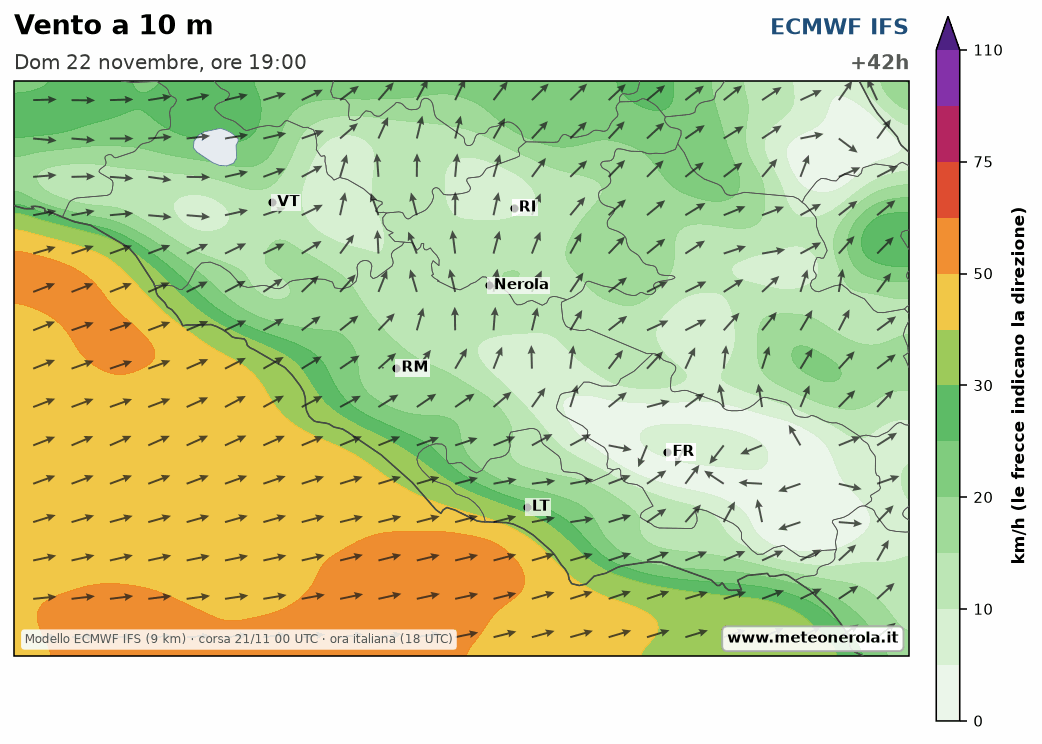 Vento a 10 m
ECMWF IFS
Dom 22 novembre, ore 19:00
+42h
VT
RI
Nerola
RM
FR
LT
Modello ECMWF IFS (9 km) · corsa 21/11 00 UTC · ora italiana (18 UTC)
www.meteonerola.it
110
75
50
30
20
10
0
km/h (le frecce indicano la direzione)